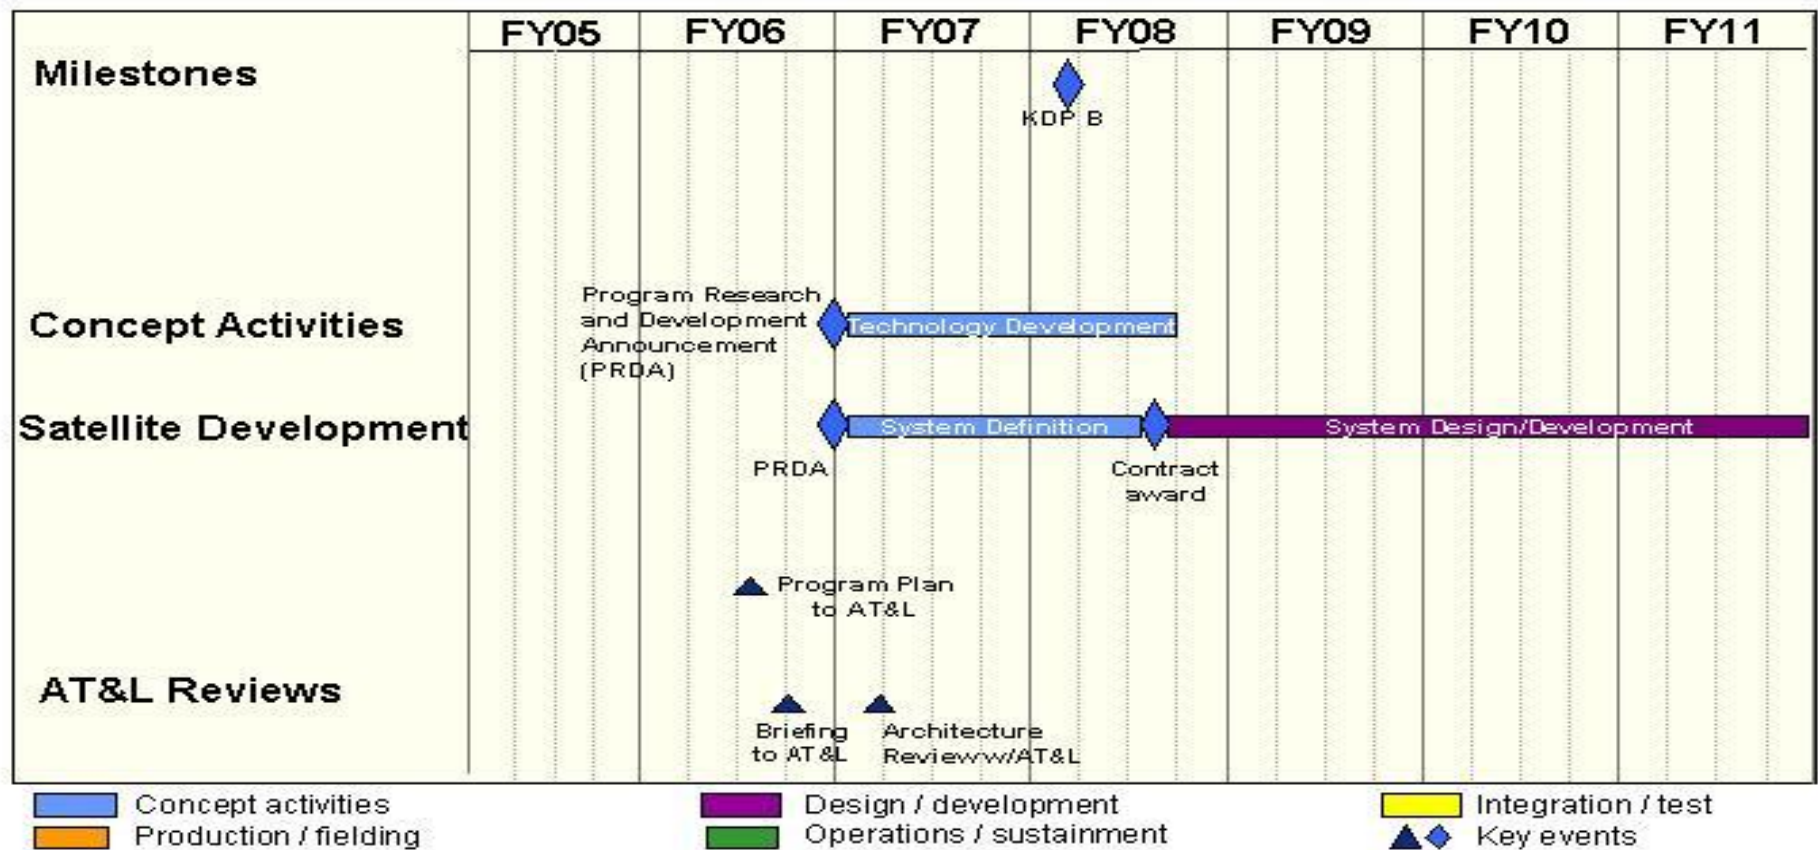 FY05 FY06 FY07 FY08 FY09 FY10 FY11
Milestones
KDP B
Concept Activities
Program Research
and Development
Announcement
(PRDA)
Technology Development
Satellite Development
System Definition
System Design/Development
PRDA
Contract
award
Program Plan
to AT&L
AT&L Reviews
Briefing
to AT&L
Architecture
Revieww/AT&L
Concept activities
Design / development
Integration / test
Production / fielding
Operations / sustainment
Key events